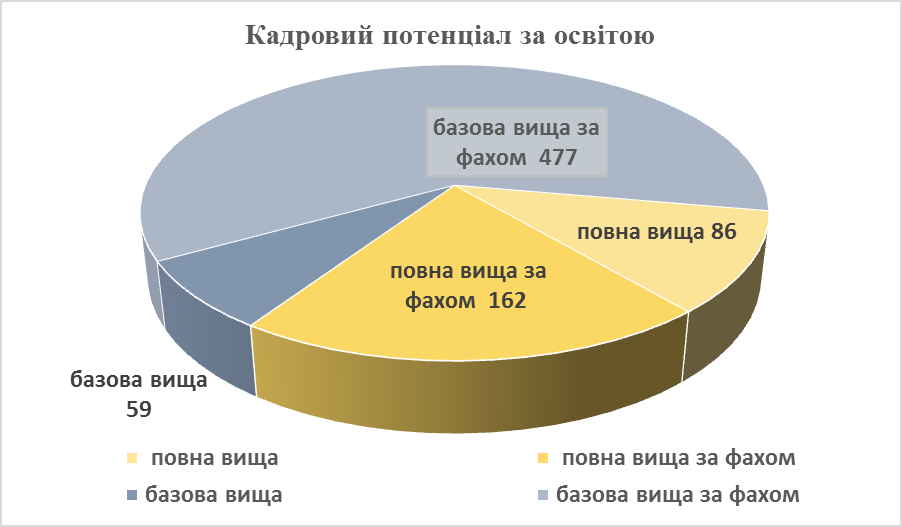 Кадровий потенціал за освітою
базова вища за
фахом 477
повна вища 86
повна вища за
фахом 162
базова вища
59
повна вища
повна вища за фахом
базова вища
базова вища за фахом